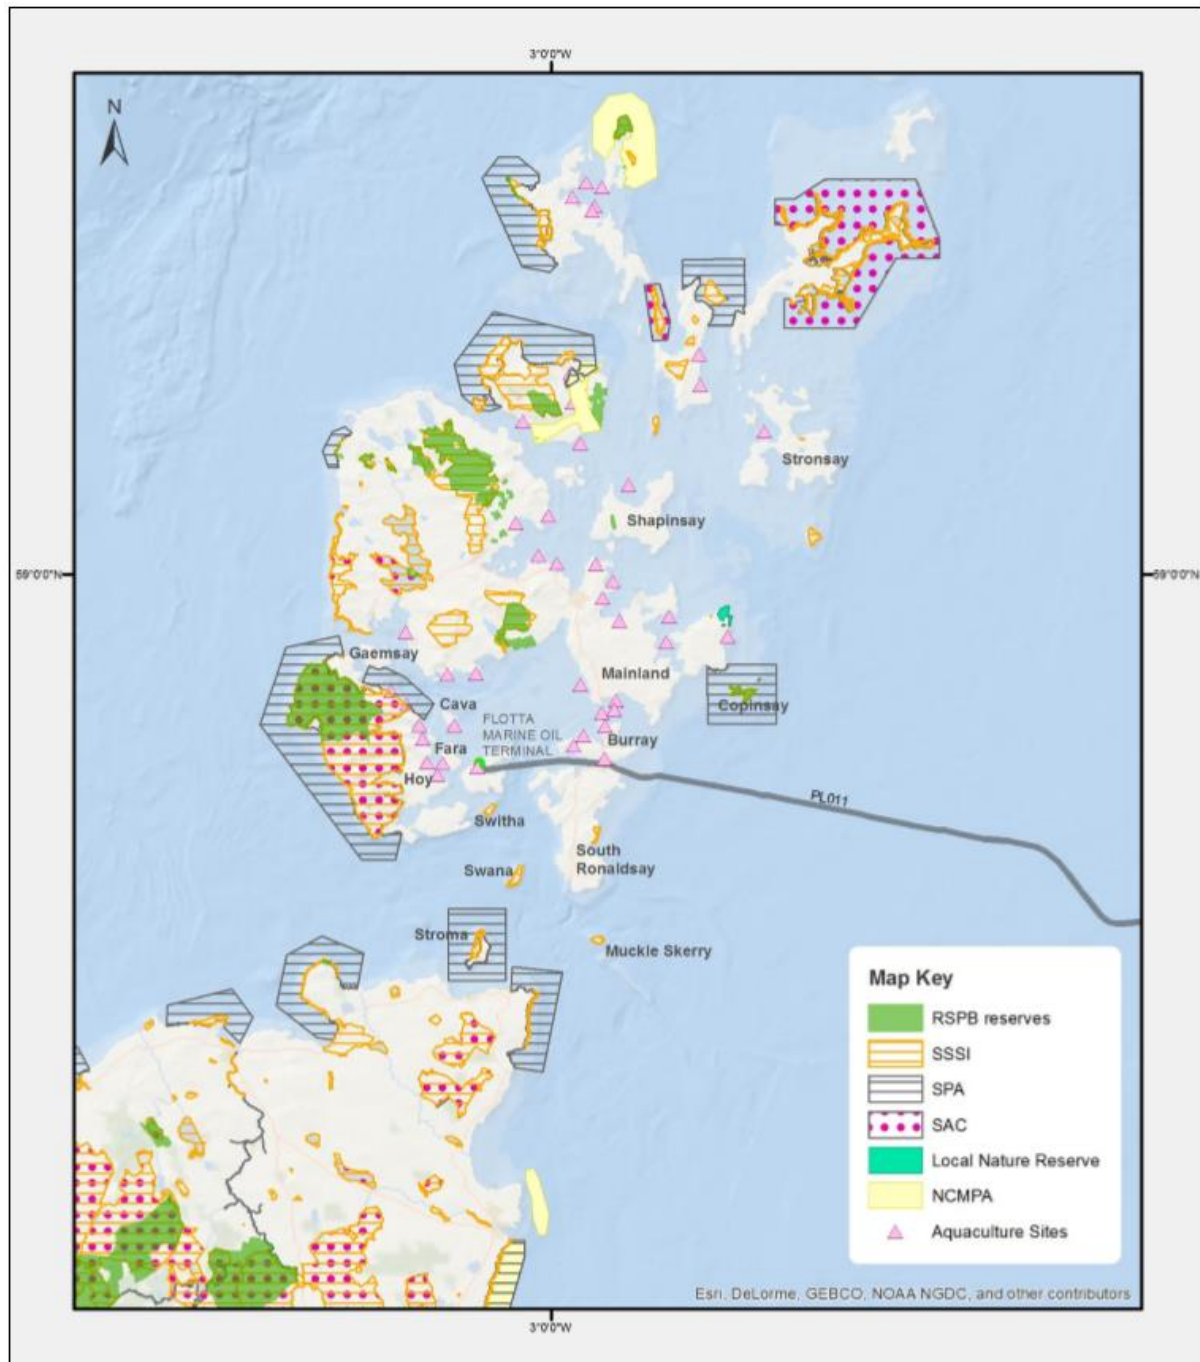 3°0'0"W
N
Stronsay
Shapinsay
59°0'0"N
59°0'0"N
Gaemsay
Mainland
Cava
Copinsay
FLOTTA
MARINE OIL
TERMINAL
Fara
Burray
Hoy
PL011
Switha
South
Ronaldsay
Swana
Stroma
Muckle Skerry
Map Key
RSPB reserves
SSSI
SPA
SAC
Local Nature Reserve
NCMPA
Aquaculture Sites
Esri, DeLorme, GEBCO, NOAA NGDC, and other contributors
3°0'0"W